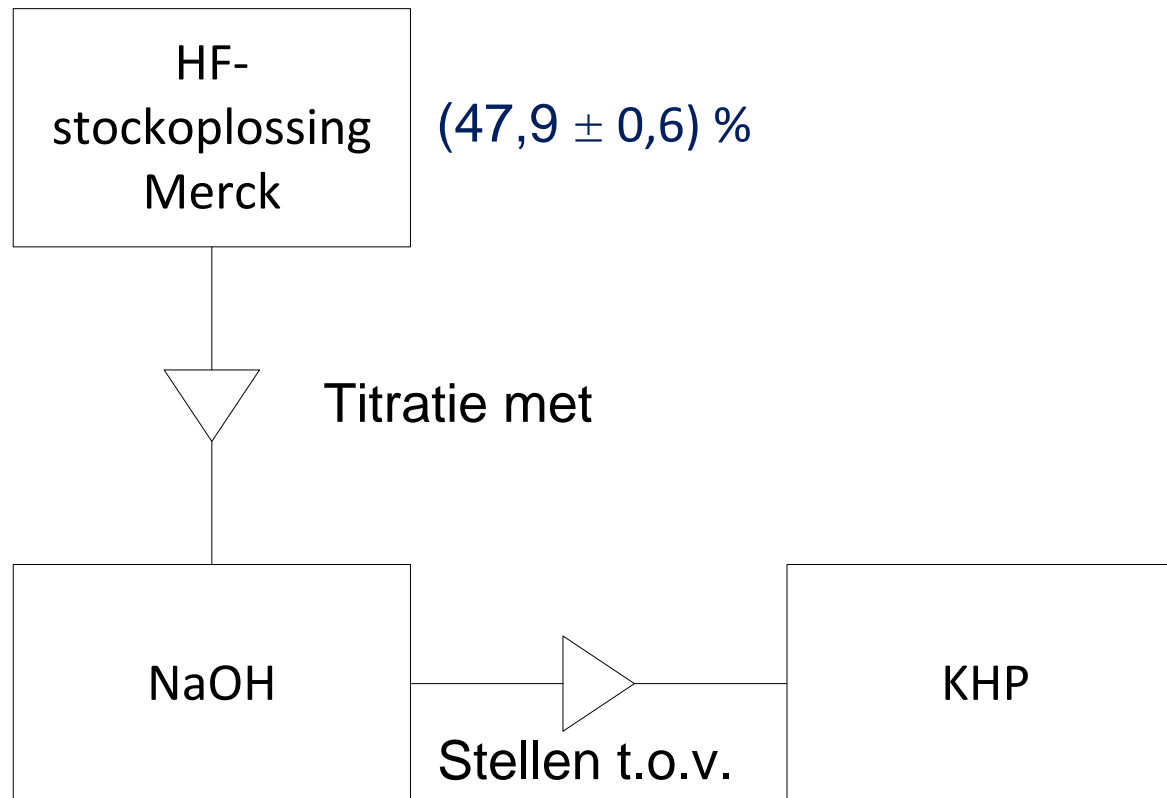 HF-
stockoplossing
Merck
(47,9 ± 0,6) %
Titratie met
NaOH
KHP
Stellen t.o.v.